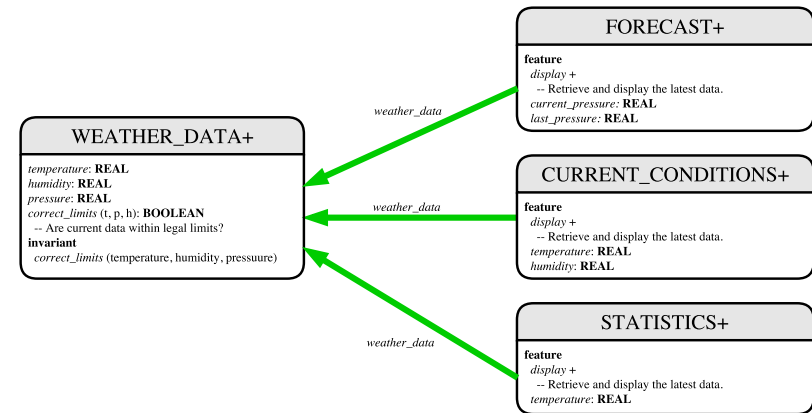 FORECAST+
feature
display +
-- Retrieve and display the latest data.
current_pressure: REAL
last_pressure: REAL
weather_data
WEATHER_DATA+
temperature: REAL
humidity: REAL
pressure: REAL
correct_limits (t, p, h): BOOLEAN
-- Are current data within legal limits?
invariant
correct_limits (temperature, humidity, pressuure)
weather_data
CURRENT_CONDITIONS+
feature
display +
-- Retrieve and display the latest data.
temperature: REAL
humidity: REAL
weather_data
STATISTICS+
feature
display +
-- Retrieve and display the latest data.
temperature: REAL